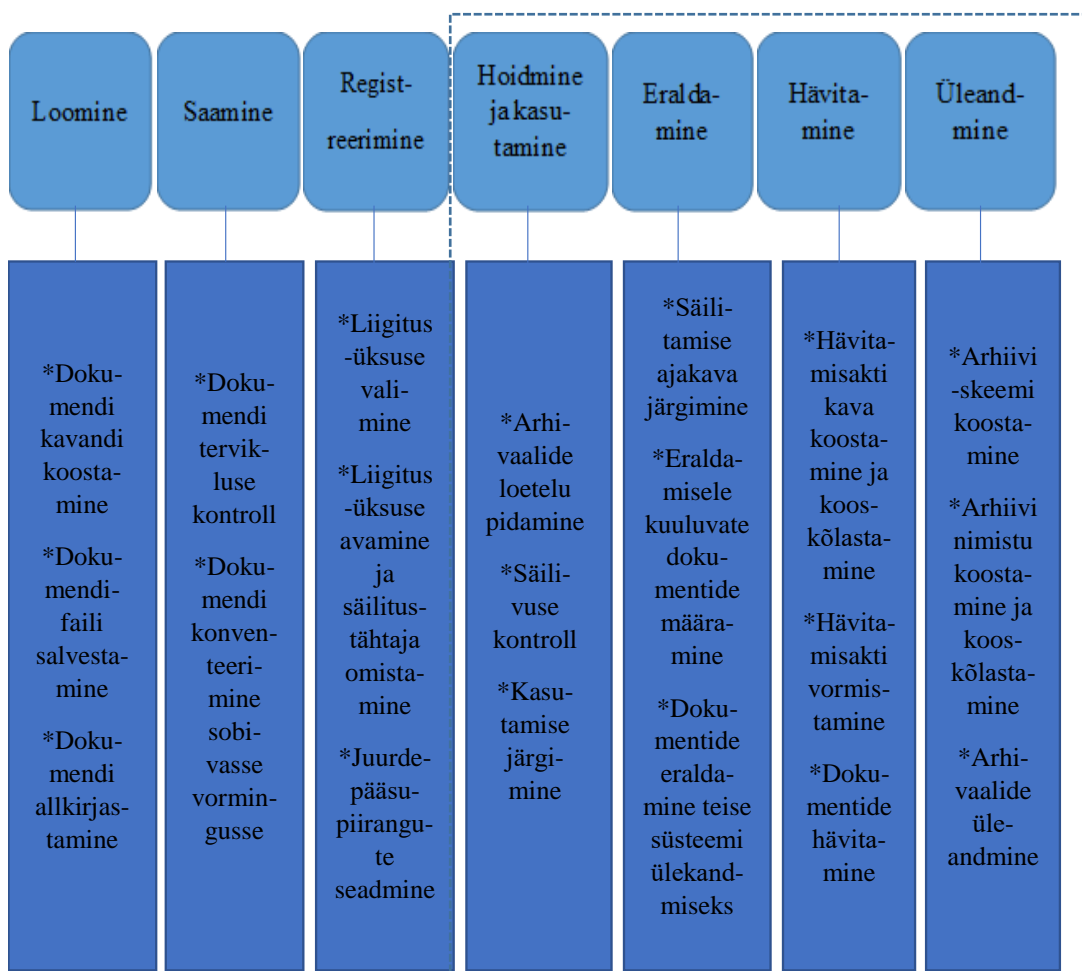 Loomine
Saamine
Regist-
reerimine
Hoidmine
ja kasu-
tamine
Eralda-
mine
Hävita-
mine
Üleand-
mine
*Doku-
mendi
kavandi
koosta-
mine
*Doku-
mendi-
faili
salvesta-
mine
*Doku-
mendi
allkirjas-
tamine
*Doku-
mendi
tervik-
luse
kontroll
*Doku-
mendi
konven-
teeri-
mine
sobi-
vasse
vormin-
gusse
*Liigitus
-üksuse
vali-
mine
*Liigitus
-üksuse
avamine
ja
säilitus-
tähtaja
omista-
mine
*Juurde-
pääsu-
piirangu-
te
seadmine
*Arhi-
vaalide
loetelu
pidamine
*Säili-
vuse
kontroll
*Kasu-
tamise
järgi-
mine
*Säili-
tamise
ajakava
järgimine
*Eralda-
misele
kuuluvate
doku-
mentide
määra-
mine
*Doku-
mentide
eralda-
mine teise
süsteemi
ülekand-
miseks
*Hävita-
misakti
kava
koosta-
mine ja
koos-
kõlasta-
mine
*Hävita-
misakti
vormis-
tamine
*Doku-
mentide
hävita-
mine
*Arhiivi
-skeemi
koosta-
mine
*Arhiivi
nimistu
koosta-
mine ja
koos-
kõlasta-
mine
*Arhi-
vaalide
üle-
andmine